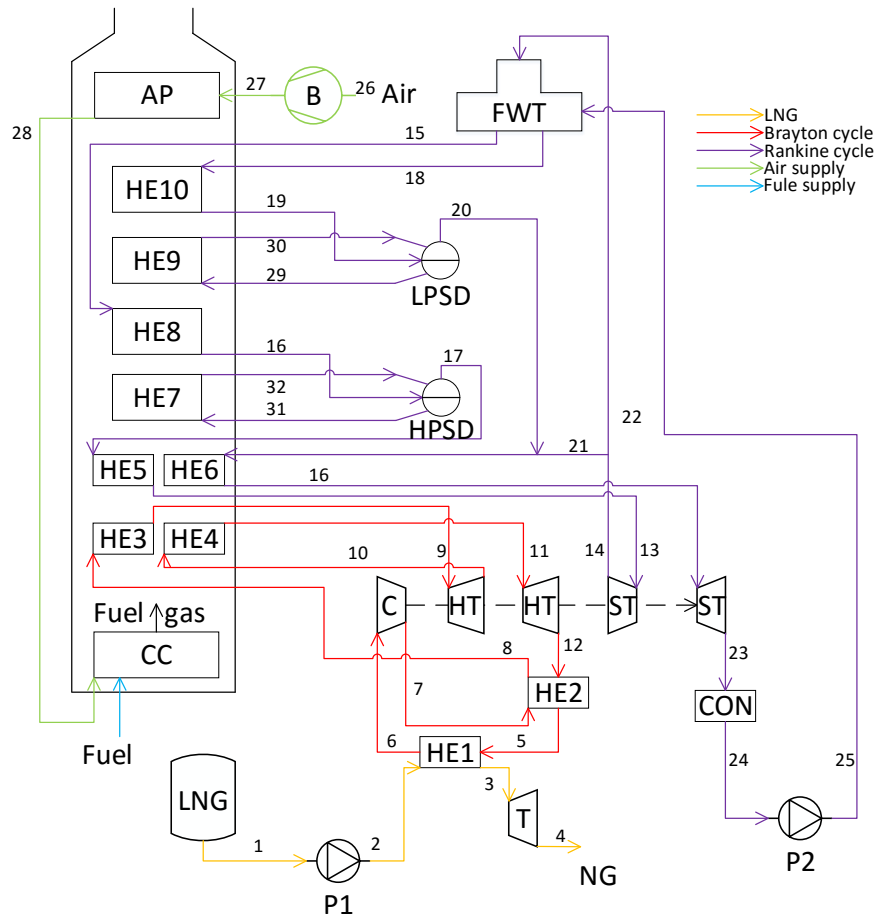 27
26 Air
AP
B
28
15
FWT
LNG
Brayton cycle
Rankine cycle
Air supply
Fule supply
18
HE10
19
20
30
HE9
29
LPSD
HE8
16
17
HE7
32
31
HPSD
22
21
HE5
HE6
16
HE3
HE4
10
9
11
14
13
C
HT
HT
ST
ST
Fuel gas
CC
8
12
23
7
HE2
CON
Fuel
6
HE1
5
24
25
LNG
3
T
4
1
2
P1
NG
P2